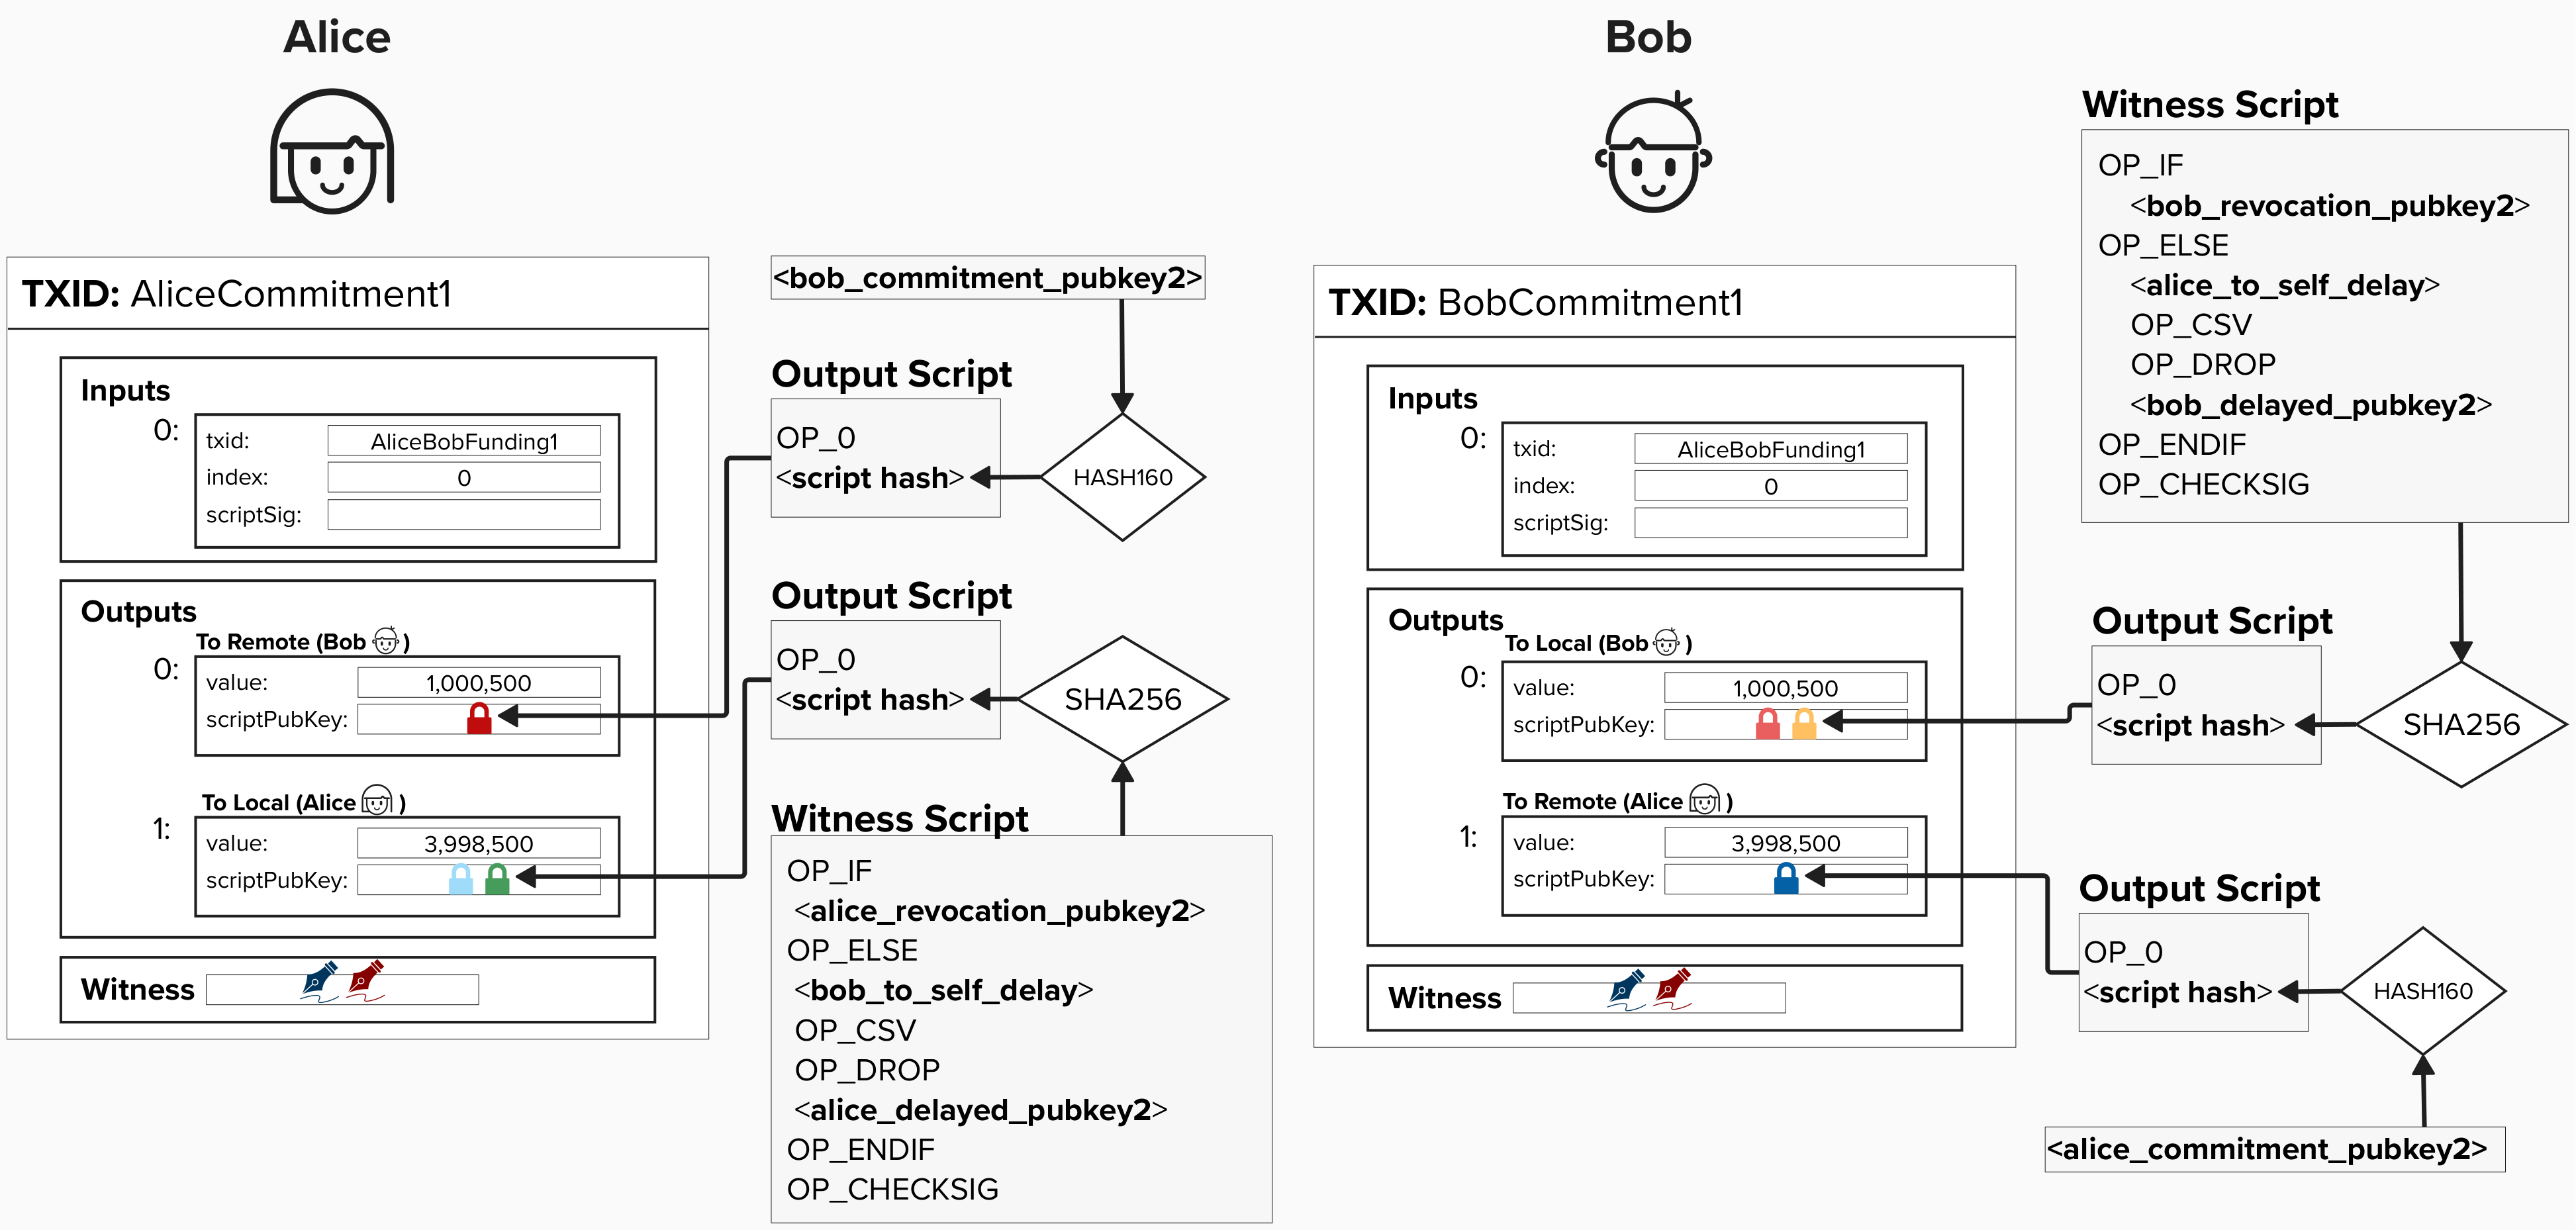 Alice
TXID: AliceCommitment1
Inputs
0:
txid: AliceBobFunding1
index: 0
scriptSig:
Outputs
To Remote (Bob )
0:
value: 1,000,500
scriptPubKey:
To Local (Alice )
1:
value: 3,998,500
scriptPubKey:
Witness
<bob_commitment_pubkey2>
Output Script
OP_0
<script hash>
HASH160
Output Script
OP_0
<script hash>
SHA256
Witness Script
OP_IF
<alice_revocation_pubkey2>
OP_ELSE
<bob_to_self_delay>
OP_CSV
OP_DROP
<alice_delayed_pubkey2>
OP_ENDIF
OP_CHECKSIG
Bob
TXID: BobCommitment1
Inputs
0:
txid: AliceBobFunding1
index: 0
scriptSig:
Outputs
To Local (Bob )
0:
value: 1,000,500
scriptPubKey:
To Remote (Alice )
1:
value: 3,998,500
scriptPubKey:
Witness
Witness Script
OP_IF
<bob_revocation_pubkey2>
OP_ELSE
<alice_to_self_delay>
OP_CSV
OP_DROP
<bob_delayed_pubkey2>
OP_ENDIF
OP_CHECKSIG
Output Script
OP_0
<script hash>
SHA256
Output Script
OP_0
<script hash>
HASH160
<alice_commitment_pubkey2>